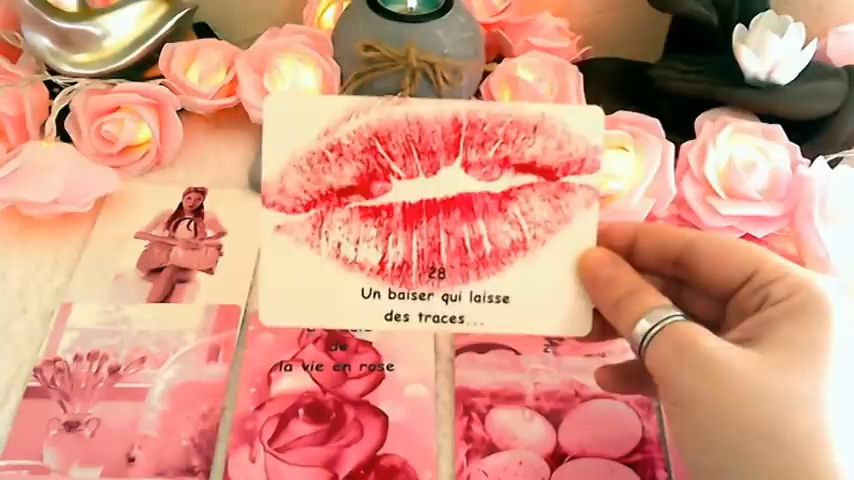 28
Un baiser qui laisse
des traces...
de
la vie en rose